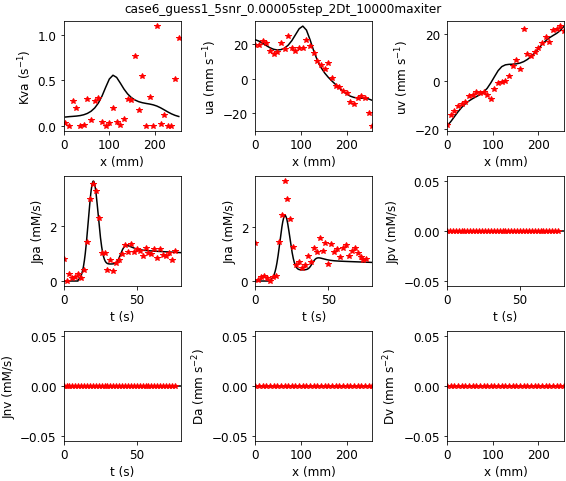 case6_guess1_5snr_0.00005step_2Dt_10000maxiter
Kva (s⁻¹)
1.0
0.5
0.0
0
100
200
x (mm)
ua (mm s⁻¹)
20
0
−20
0
100
200
x (mm)
uv (mm s⁻¹)
20
0
−20
0
100
200
x (mm)
Jpa (mM/s)
2
0
0
50
t (s)
Jna (mM/s)
2
0
0
50
t (s)
Jpv (mM/s)
0.05
0.00
−0.05
0
50
t (s)
Jnv (mM/s)
0.05
0.00
−0.05
0
50
t (s)
Da (mm s⁻²)
0.05
0.00
−0.05
0
100
200
x (mm)
Dv (mm s⁻²)
0.05
0.00
−0.05
0
100
200
x (mm)